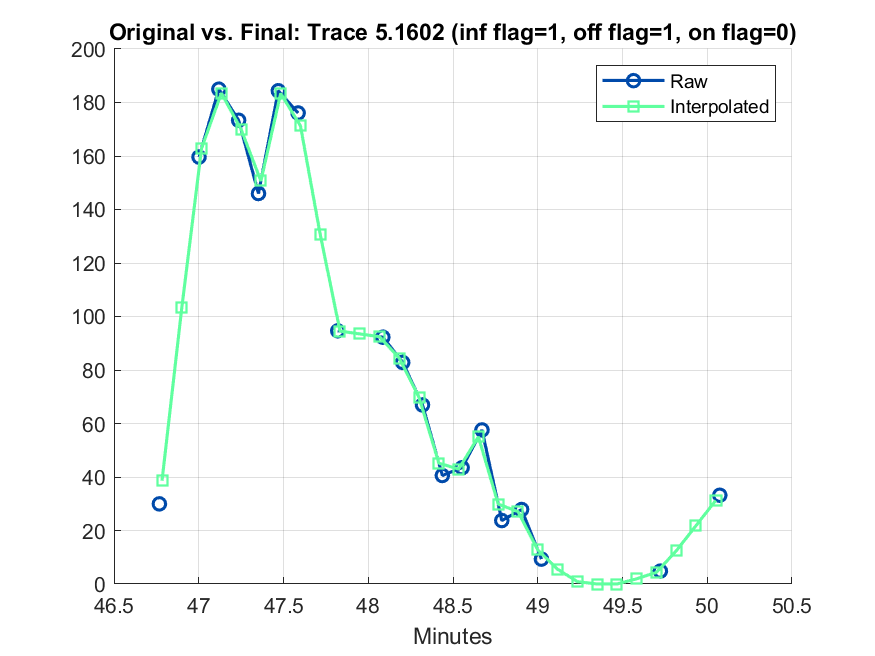 Original vs. Final: Trace 5.1602 (inf flag=1, off flag=1, on flag=0)
200
180
160
140
120
100
80
60
40
20
0
Raw
Interpolated
46.5 47 47.5 48 48.5 49 49.5 50 50.5
Minutes